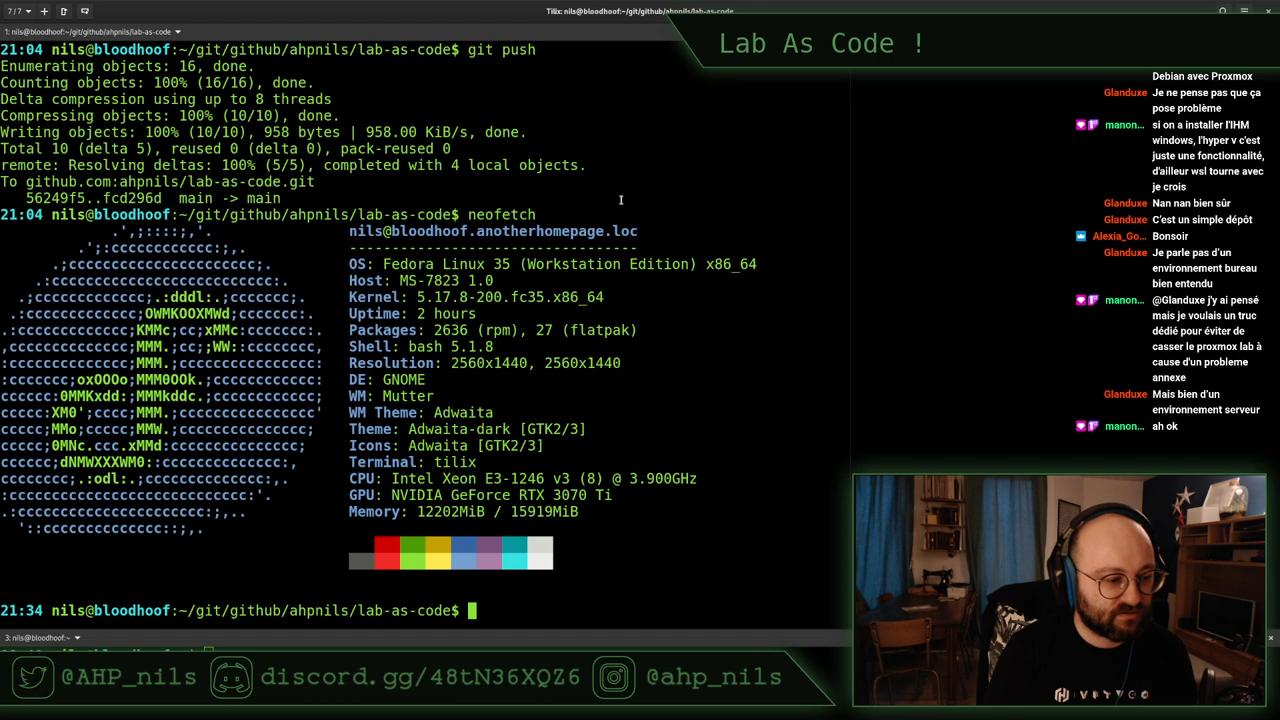 7 / 7
Tilix: nils@bloodhoof:~/git/github/ahpnils/lab-as-code
1: nils@bloodhoof:~/git/github/ahpnils/lab-as-code
Lab As Code !
21:04 nils@bloodhoof:~/git/github/ahpnils/lab-as-code$ git push
Enumerating objects: 16, done.
Counting objects: 100% (16/16), done.
Delta compression using up to 8 threads
Compressing objects: 100% (10/10), done.
Writing objects: 100% (10/10), 958 bytes | 958.00 KiB/s, done.
Total 10 (delta 5), reused 0 (delta 0), pack-reused 0
remote: Resolving deltas: 100% (5/5), completed with 4 local objects.
To github.com:ahpnils/lab-as-code.git
56249f5..fcd296d  main -> main
21:04 nils@bloodhoof:~/git/github/ahpnils/lab-as-code$ neofetch
nils@bloodhoof.anotherhomepage.loc
----------------------------------
OS: Fedora Linux 35 (Workstation Edition) x86_64
Host: MS-7823 1.0
Kernel: 5.17.8-200.fc35.x86_64
Uptime: 2 hours
Packages: 2636 (rpm), 27 (flatpak)
Shell: bash 5.1.8
Resolution: 2560x1440, 2560x1440
DE: GNOME
WM: Mutter
WM Theme: Adwaita
Theme: Adwaita-dark [GTK2/3]
Icons: Adwaita [GTK2/3]
Terminal: tilix
CPU: Intel Xeon E3-1246 v3 (8) @ 3.900GHz
GPU: NVIDIA GeForce RTX 3070 Ti
Memory: 12202MiB / 15919MiB
21:34 nils@bloodhoof:~/git/github/ahpnils/lab-as-code$
3: nils@bloodhoof:~
Debian avec Proxmox
Glanduxe Je ne pense pas que ça
pose problème
manon... si on a installer l'IHM
windows, l'hyper v c'est
juste une fonctionnalité,
d'ailleur wsl tourne avec
je crois
Glanduxe Nan nan bien sûr
Glanduxe C'est un simple dépôt
Alexia_Go... Bonsoir
Glanduxe Je parle pas d'un
environnement bureau
bien entendu
manon... @Glanduxe j'y ai pensé
mais je voulais un truc
dédié pour éviter de
casser le proxmox lab à
cause d'un probleme
annexe
Glanduxe Mais bien d'un
environnement serveur
manon... ah ok
@AHP_nils
discord.gg/48tN36XQZ6
@ahp_nils